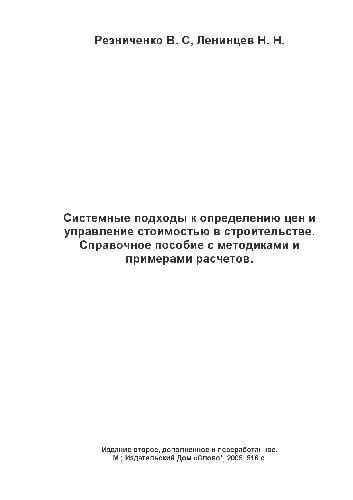 Резниченко В. С, Ленинцев Н. Н.
Системные подходы к определению цен и
управление стоимостью в строительстве.
Справочное пособие с методиками и
примерами расчетов.
Издание второе, дополненное и переработанное.
М.; Издательский Дом «Слово", 2005. 516 с